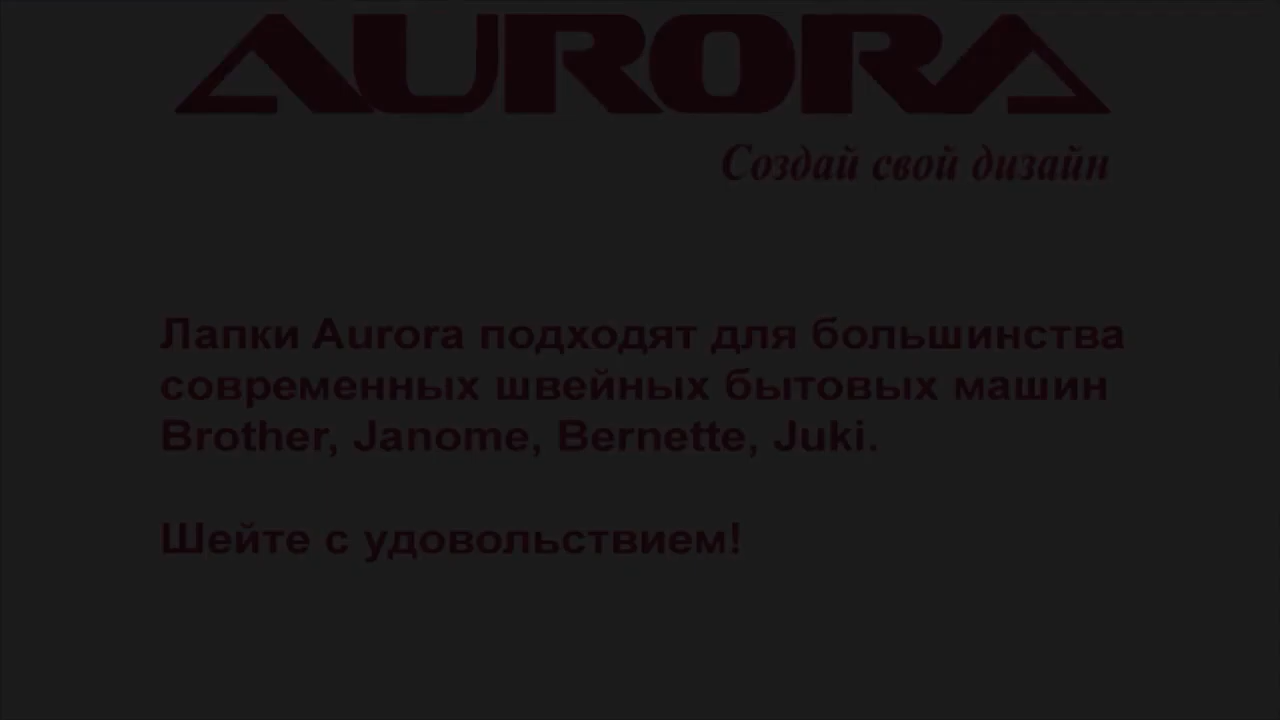 AURORA
Создай свой дизайн
Лапки Aurora подходят для большинства
современных швейных бытовых машин
Brother, Janome, Bernette, Juki.
Шейте с удовольствием!